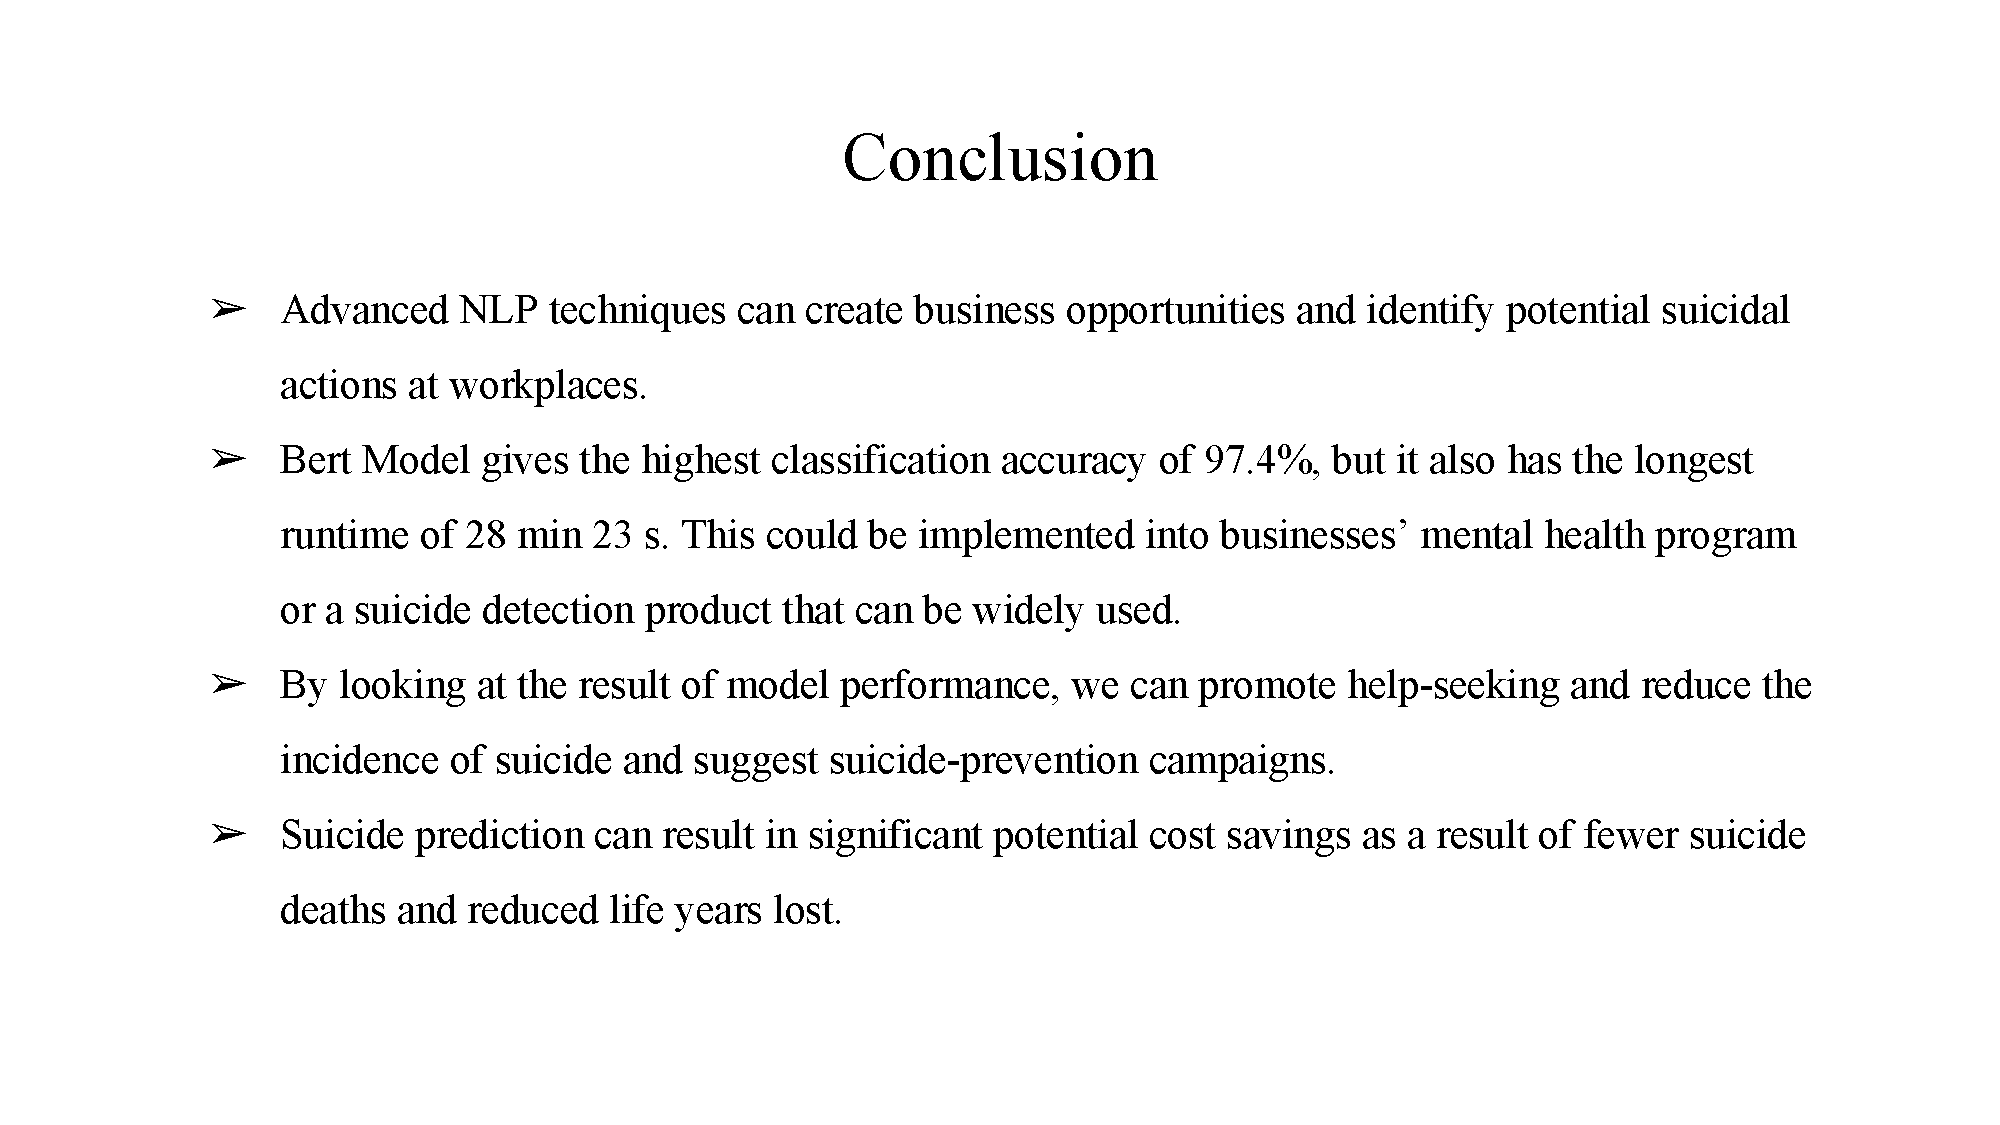 Conclusion
➢ Advanced NLP techniques can create business opportunities and identify potential suicidal
actions at workplaces.
➢ Bert Model gives the highest classification accuracy of 97.4%, but it also has the longest
runtime of 28 min 23 s. This could be implemented into businesses’ mental health program
or a suicide detection product that can be widely used.
➢ By looking at the result of model performance, we can promote help-seeking and reduce the
incidence of suicide and suggest suicide-prevention campaigns.
➢ Suicide prediction can result in significant potential cost savings as a result of fewer suicide
deaths and reduced life years lost.